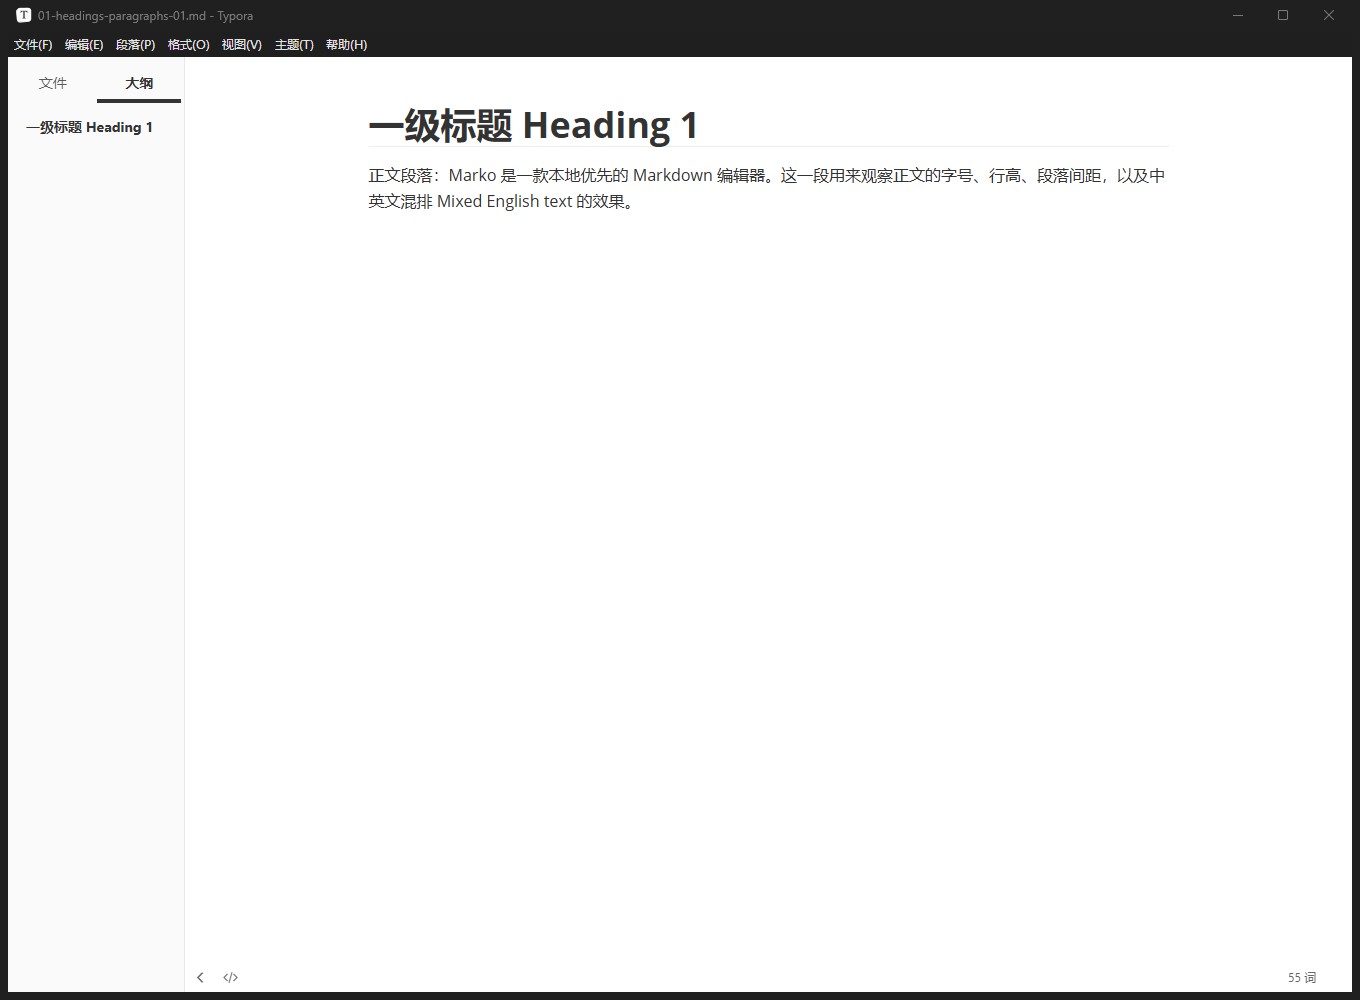 T 01-headings-paragraphs-01.md - Typora
文件(F) 编辑(E) 段落(P) 格式(O) 视图(V) 主题(T) 帮助(H)
文件 大纲
一级标题 Heading 1
一级标题 Heading 1
正文段落：Marko 是一款本地优先的 Markdown 编辑器。这一段用来观察正文的字号、行高、段落间距，以及中
英文混排 Mixed English text 的效果。
</> 55 词